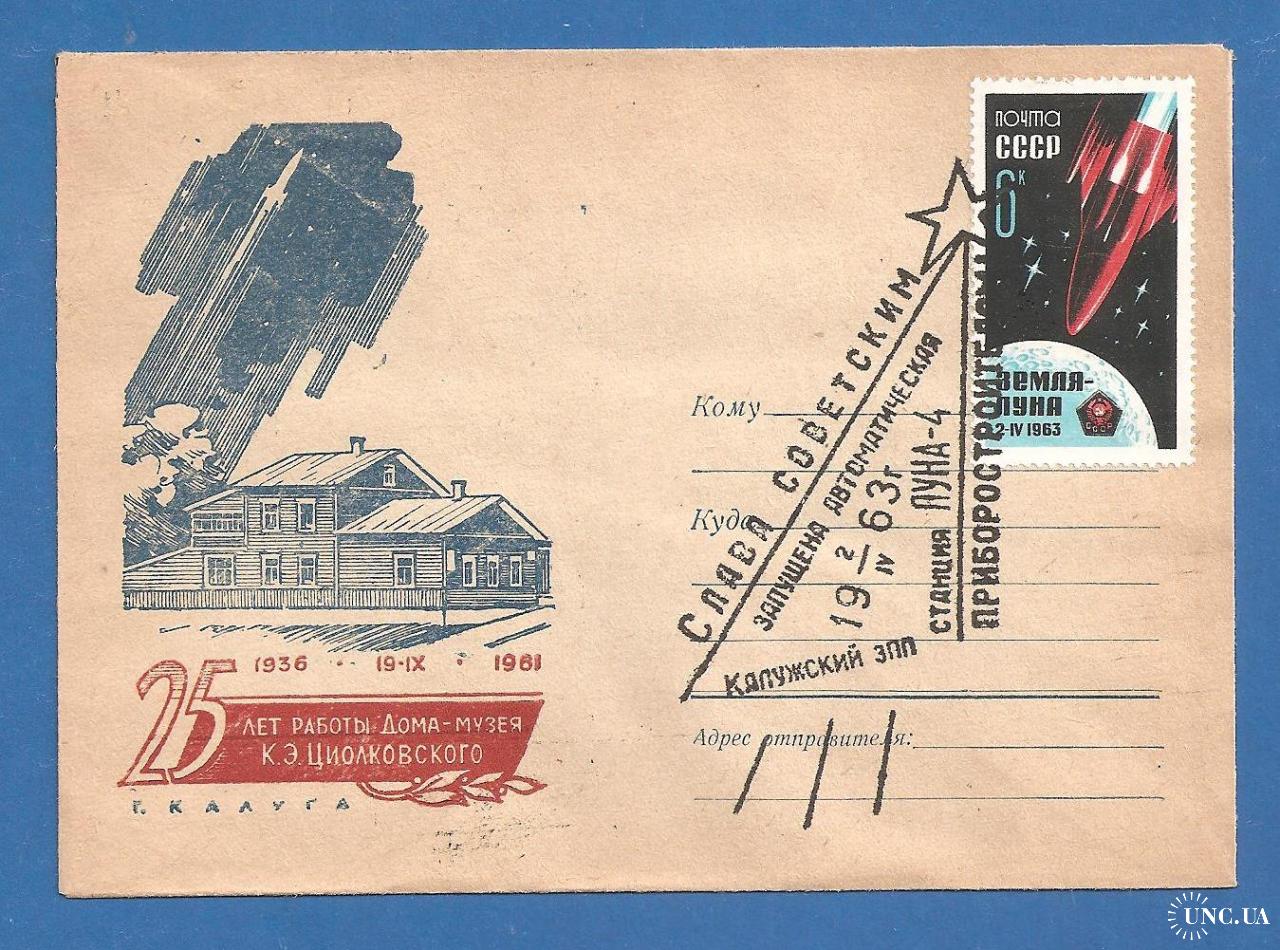 почта
СССР
6к
ЗЕМЛЯ-
ЛУНА
2-IV 1963
СССР
СЛАВА СОВЕТСКИМ
ПРИБОРОСТРОИТЕЛЯМ!
ЗАПУЩЕНА АВТОМАТИЧЕСКАЯ
СТАНЦИЯ ЛУНА-4
19 2/IV 63г
КАЛУЖСКИЙ ЗПП
Кому
Куда
Адрес отправителя:
1936 · 19-IX · 1961
25
ЛЕТ РАБОТЫ ДОМА-МУЗЕЯ
К.Э.ЦИОЛКОВСКОГО
Г. КАЛУГА
UNC.UA